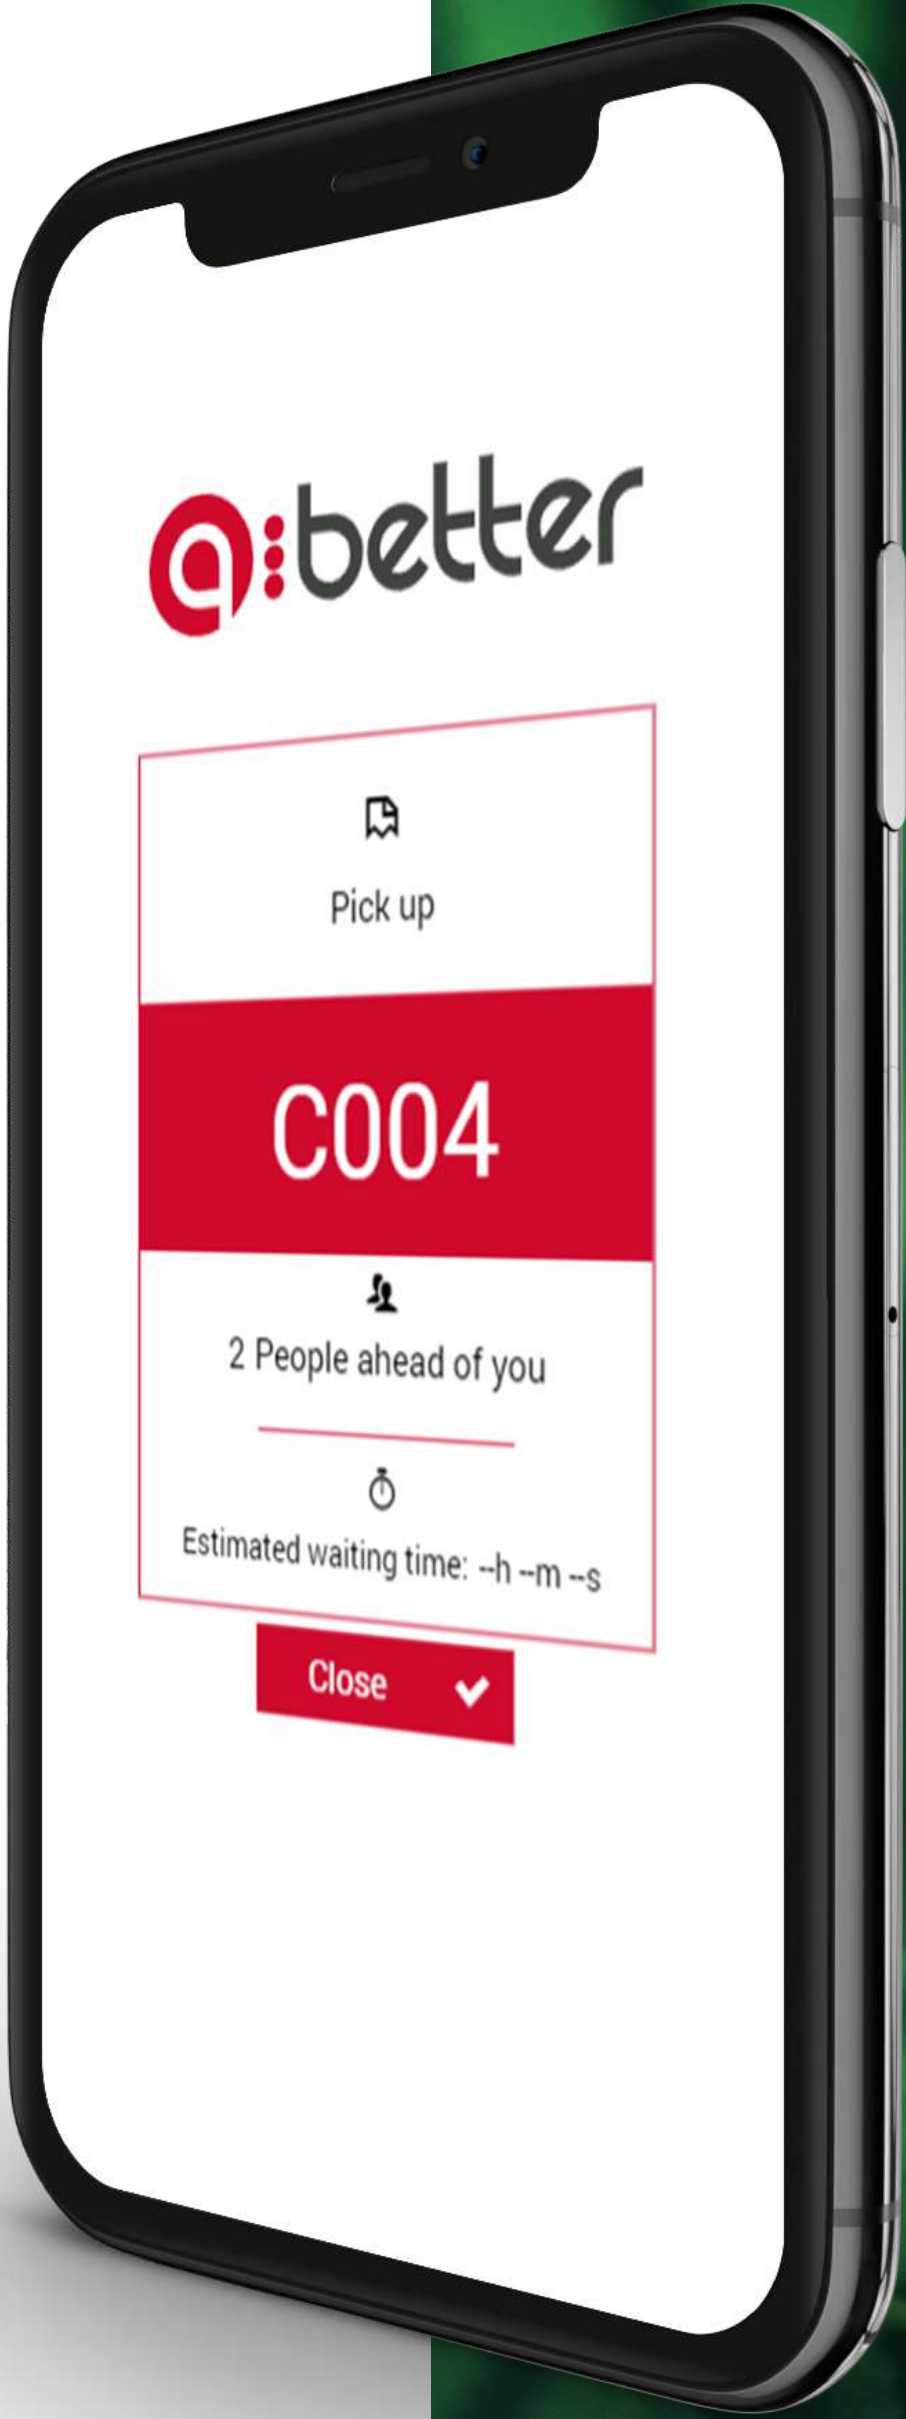 q:better
Pick up
C004
2 People ahead of you
Estimated waiting time: --h --m --s
Close